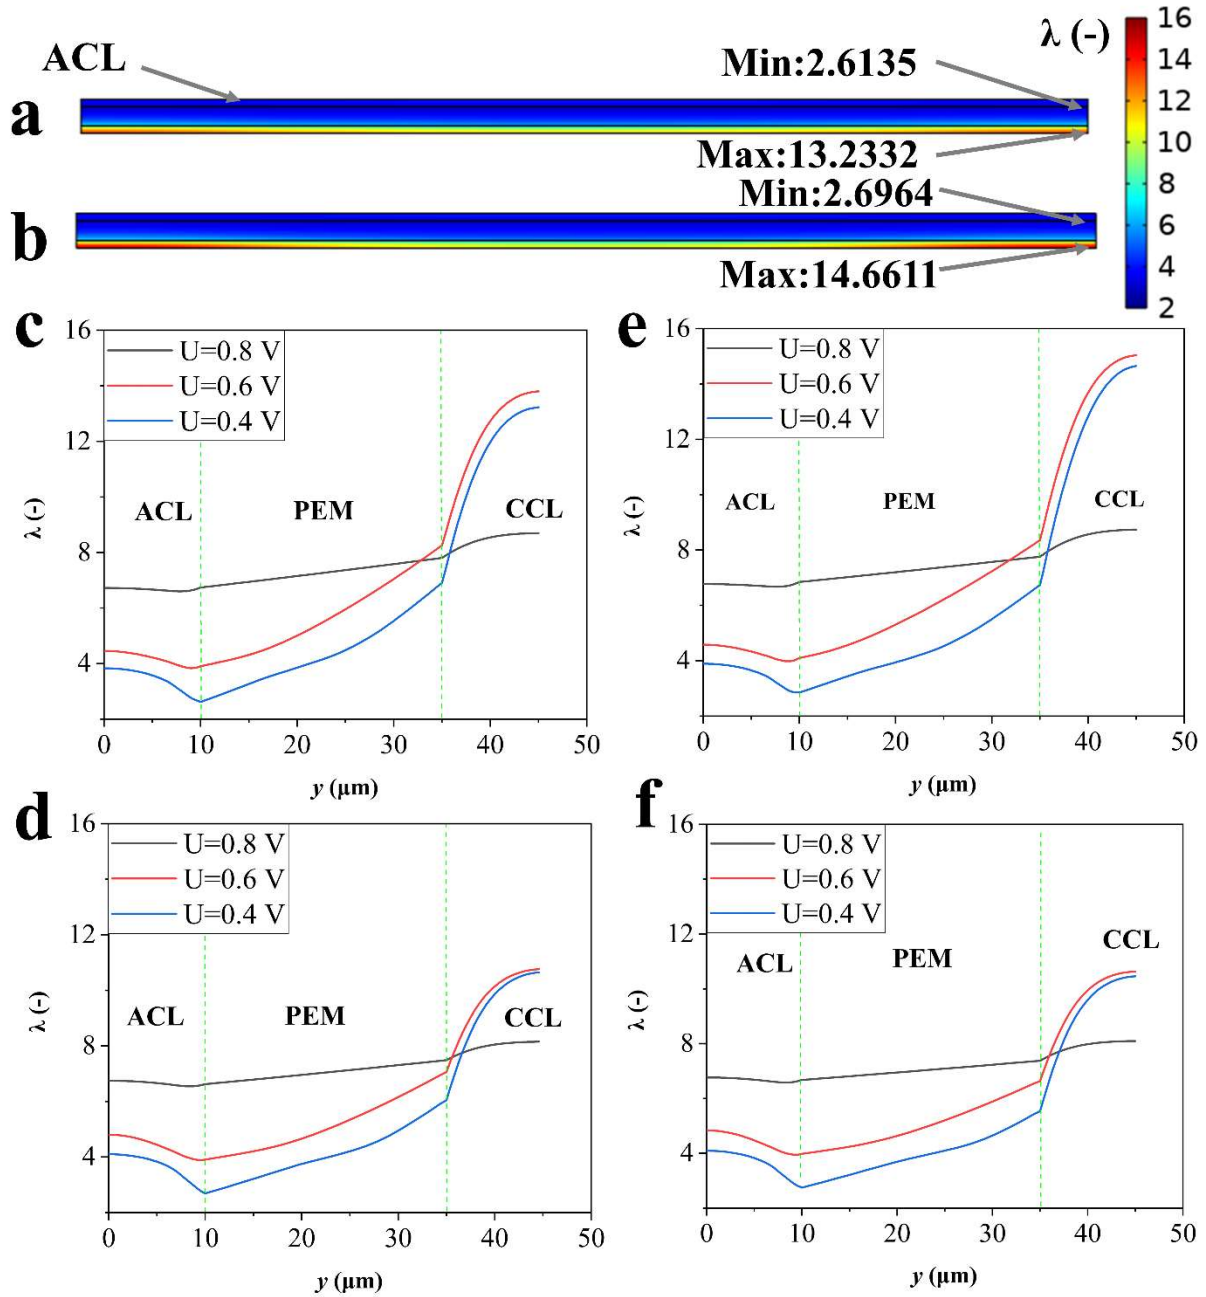 λ (-)
16
14
12
10
8
6
4
2
ACL
Min:2.6135
a
Max:13.2332
Min:2.6964
b
Max:14.6611
c
16
12
8
4
λ (-)
U=0.8 V
U=0.6 V
U=0.4 V
ACL
PEM
CCL
0
10
20
30
40
50
y (μm)
e
16
12
8
4
λ (-)
U=0.8 V
U=0.6 V
U=0.4 V
ACL
PEM
CCL
0
10
20
30
40
50
y (μm)
d
16
12
8
4
λ (-)
U=0.8 V
U=0.6 V
U=0.4 V
ACL
PEM
CCL
0
10
20
30
40
50
y (μm)
f
16
12
8
4
λ (-)
U=0.8 V
U=0.6 V
U=0.4 V
ACL
PEM
CCL
0
10
20
30
40
50
y (μm)